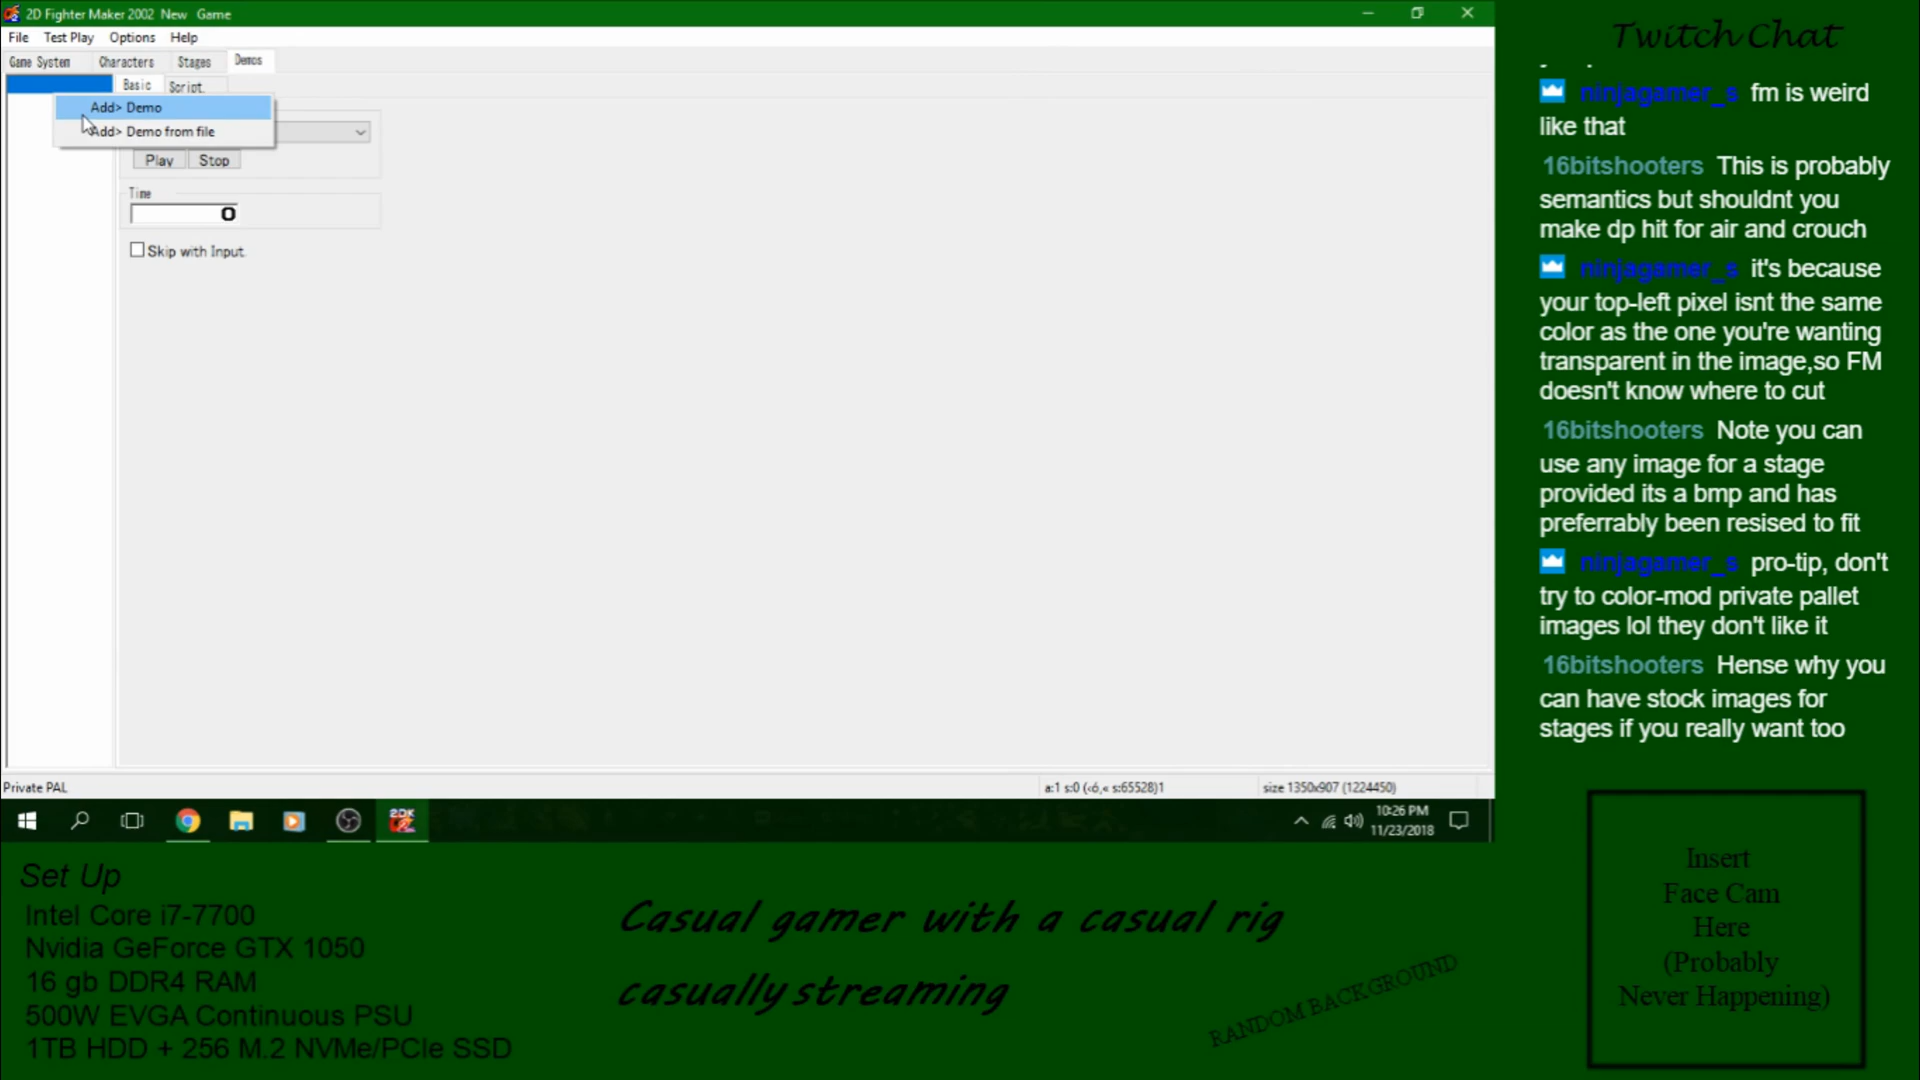 2D Fighter Maker 2002 New Game
File Test Play Options Help
Game System Characters Stages Demos
Basic Script.
Add> Demo
Add> Demo from file
Play Stop
Time
0
Skip with Input.
Private PAL
size 1350x907 (1224450)
10:26 PM
11/23/2018
Twitch Chat
ninjagamer_s fm is weird
like that
16bitshooters This is probably
semantics but shouldnt you
make dp hit for air and crouch
ninjagamer_s it's because
your top-left pixel isnt the same
color as the one you're wanting
transparent in the image,so FM
doesn't know where to cut
16bitshooters Note you can
use any image for a stage
provided its a bmp and has
preferrably been resised to fit
ninjagamer_s pro-tip, don't
try to color-mod private pallet
images lol they don't like it
16bitshooters Hense why you
can have stock images for
stages if you really want too
Set Up
Intel Core i7-7700
Nvidia GeForce GTX 1050
16 gb DDR4 RAM
500W EVGA Continuous PSU
1TB HDD + 256 M.2 NVMe/PCIe SSD
Casual gamer with a casual rig
casually streaming
RANDOM BACKGROUND
Insert
Face Cam
Here
(Probably
Never Happening)